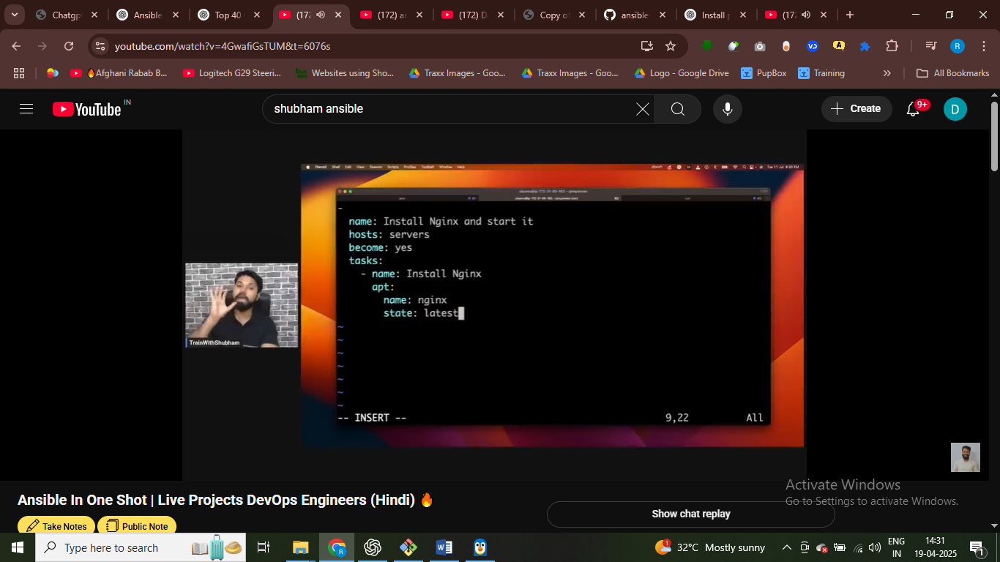 Chatgp
Ansible
Top 40
(172
(172) ar
(172) D
Copy of
ansible
Install p
(172
youtube.com/watch?v=4GwafiGsTUM&t=6076s
R
🔥Afghani Rabab B...
Logitech G29 Steeri...
Websites using Sho...
Traxx Images - Goo...
Traxx Images - Goo...
Logo - Google Drive
PupBox
Training
»
All Bookmarks
YouTube IN
shubham ansible
Create
9+
D
-
name: Install Nginx and start it
hosts: servers
become: yes
tasks:
- name: Install Nginx
apt:
name: nginx
state: latest
~
~
~
~
~
~
~
-- INSERT -- 9,22 All
TrainWithShubham
Activate Windows
Go to Settings to activate Windows.
Ansible In One Shot | Live Projects DevOps Engineers (Hindi) 🔥
Show chat replay
Take Notes
Public Note
Type here to search
32°C Mostly sunny
ENG
IN
14:31
19-04-2025
1